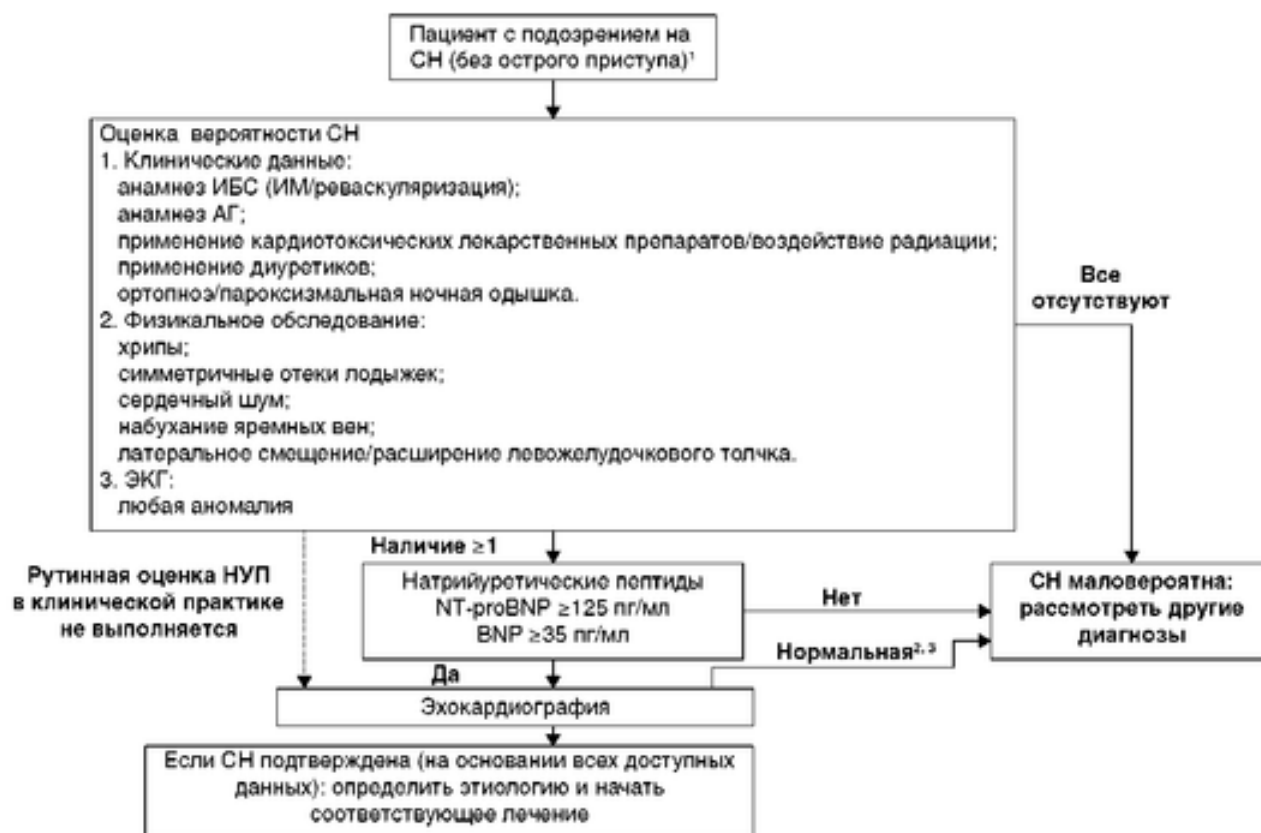 Пациент с подозрением на
СН (без острого приступа)¹
Оценка вероятности СН
1. Клинические данные:
анамнез ИБС (ИМ/реваскуляризация);
анамнез АГ;
применение кардиотоксических лекарственных препаратов/воздействие радиации;
применение диуретиков;
ортопноэ/пароксизмальная ночная одышка.
2. Физикальное обследование:
хрипы;
симметричные отеки лодыжек;
сердечный шум;
набухание яремных вен;
латеральное смещение/расширение левожелудочкового толчка.
3. ЭКГ:
любая аномалия
Все
отсутствуют
Наличие ≥1
Рутинная оценка НУП
в клинической практике
не выполняется
Натрийуретические пептиды
NT-proBNP ≥125 пг/мл
BNP ≥35 пг/мл
Нет
СН маловероятна:
рассмотреть другие
диагнозы
Нормальная²,³
Да
Эхокардиография
Если СН подтверждена (на основании всех доступных
данных): определить этиологию и начать
соответствующее лечение